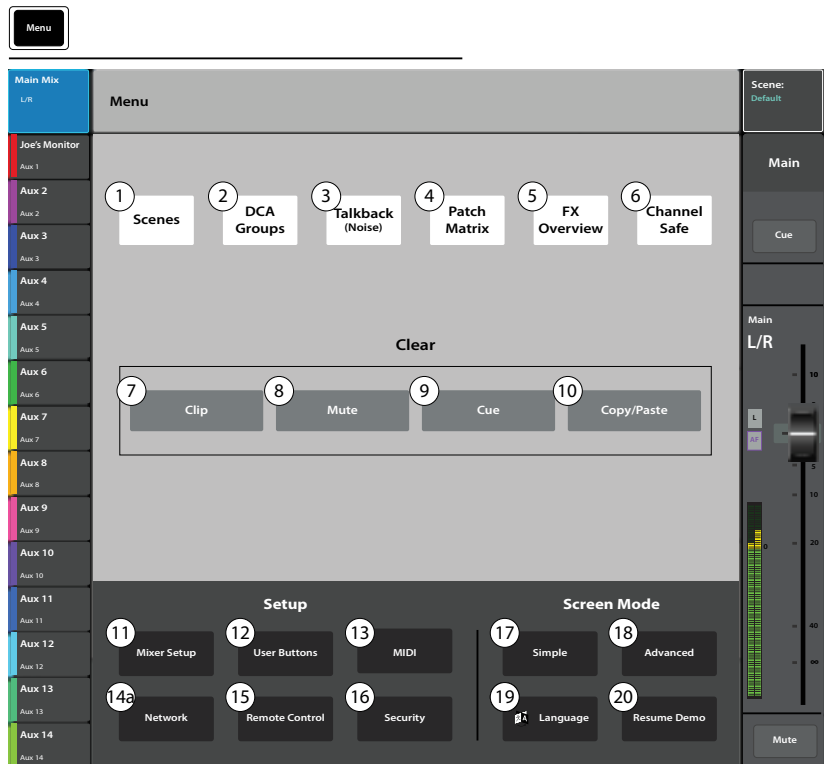 Menu
Main Mix
L/R
Menu
Scene:
Default
Joe's Monitor
Aux 1
Aux 2
Aux 2
Aux 3
Aux 3
Aux 4
Aux 4
Aux 5
Aux 5
Aux 6
Aux 6
Aux 7
Aux 7
Aux 8
Aux 8
Aux 9
Aux 9
Aux 10
Aux 10
Aux 11
Aux 11
Aux 12
Aux 12
Aux 13
Aux 13
Aux 14
Aux 14
1
Scenes
2
DCA
Groups
3
Talkback
(Noise)
4
Patch
Matrix
5
FX
Overview
6
Channel
Safe
Clear
7
Clip
8
Mute
9
Cue
10
Copy/Paste
Setup
11
Mixer Setup
12
User Buttons
13
MIDI
14a
Network
15
Remote Control
16
Security
Screen Mode
17
Simple
18
Advanced
19
Language
20
Resume Demo
Main
Cue
Main
L/R
10
L
AF
5
10
0
20
40
∞
Mute